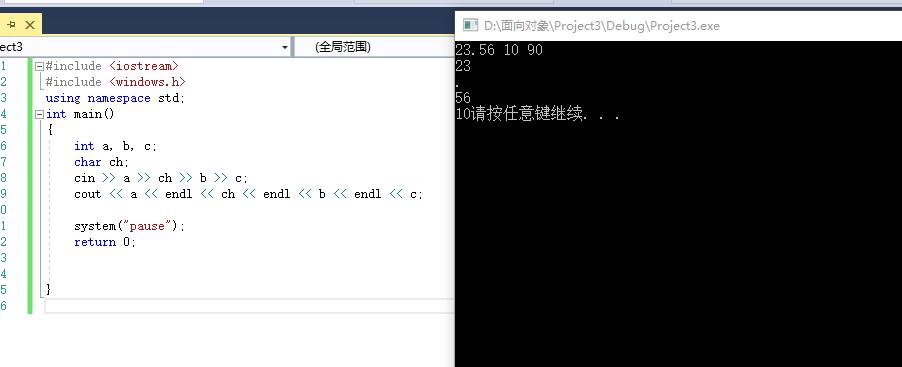 ect3
(全局范围)
1 #include <iostream>
2 #include <windows.h>
3 using namespace std;
4 int main()
5 {
6 int a, b, c;
7 char ch;
8 cin >> a >> ch >> b >> c;
9 cout << a << endl << ch << endl << b << endl << c;
0
1 system("pause");
2 return 0;
3
4
5 }
6
D:\面向对象\Project3\Debug\Project3.exe
23.56 10 90
23
.
56
10请按任意键继续. . .